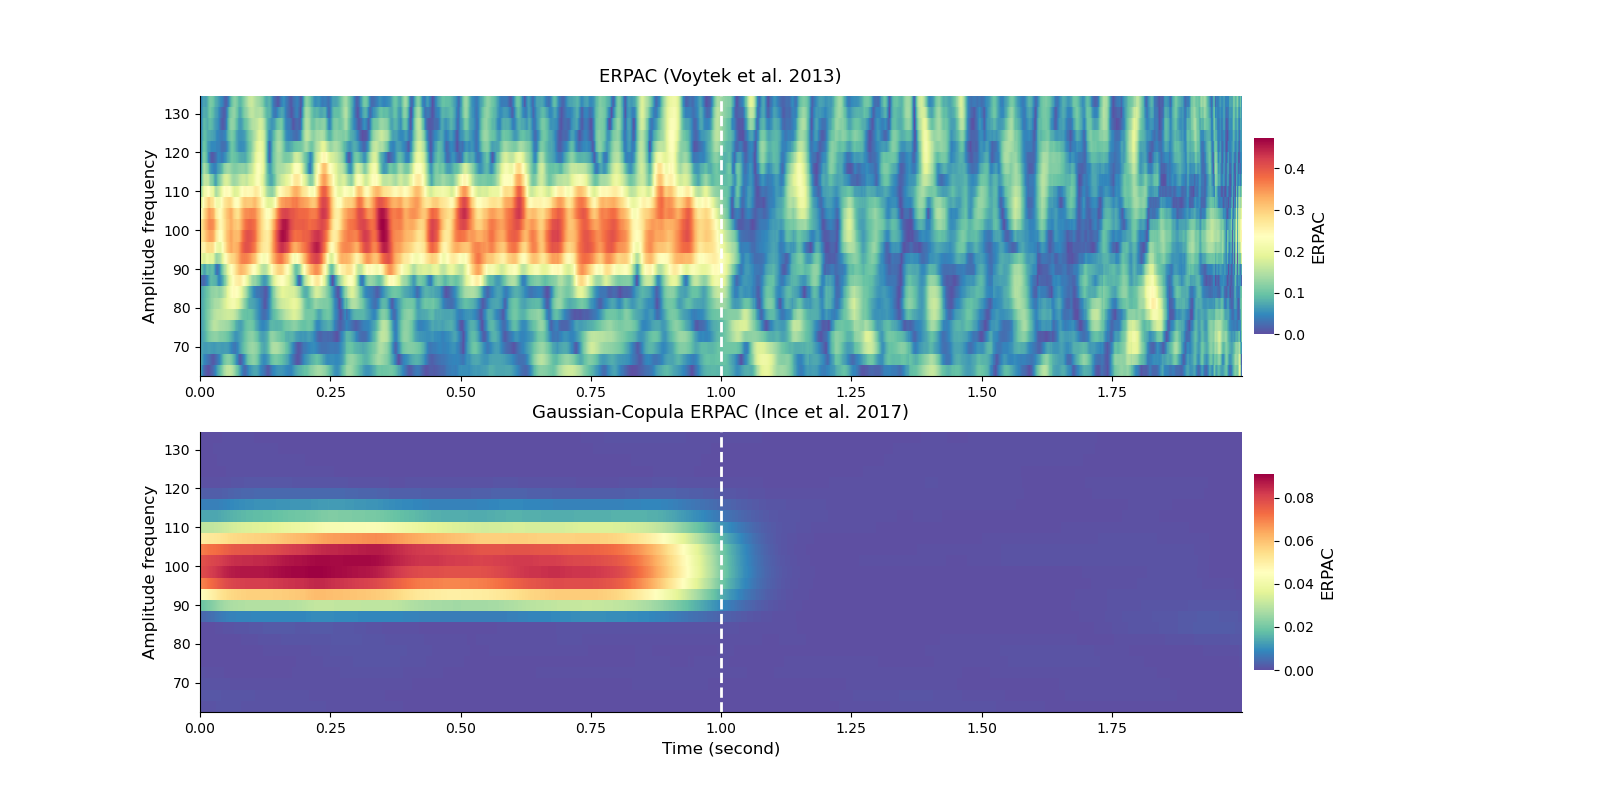 ERPAC (Voytek et al. 2013)
130
120
110
100
90
80
70
Amplitude frequency
0.00 0.25 0.50 0.75 1.00 1.25 1.50 1.75
0.4
0.3
0.2
0.1
0.0
ERPAC
Gaussian-Copula ERPAC (Ince et al. 2017)
130
120
110
100
90
80
70
Amplitude frequency
0.00 0.25 0.50 0.75 1.00 1.25 1.50 1.75
Time (second)
0.08
0.06
0.04
0.02
0.00
ERPAC